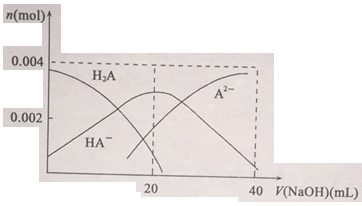 n(mol)
0.004
H₂A
A²⁻
0.002
HA⁻
20
40
V(NaOH)(mL)